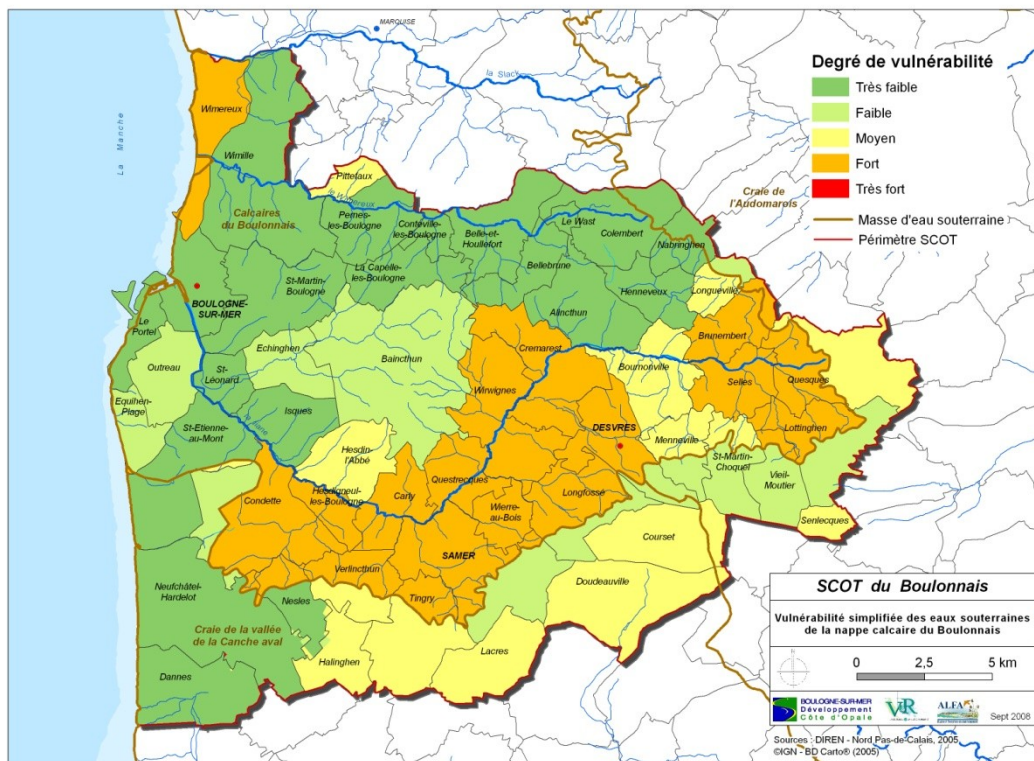 MARQUISE
la Slack
La Manche
Wimereux
Wimille
Pittefaux
le Wimereux
Calcaires
du Boulonnais
Pernes-
les-Boulogne
Conteville-
les-Boulogne
Belle-et-
Houllefort
Le Wast
Colembert
Nabringhen
Craie de
l'Audomarois
St-Martin-
Boulogne
La Capelle-
les-Boulogne
Bellebrune
Henneveux
Longueville
BOULOGNE-
SUR-MER
Le
Portel
Alincthun
Brunembert
Echinghen
Baincthun
Cremarest
Bournonville
Outreau
St-
Léonard
Wirwignes
Selles
Quesques
Equihen-
Plage
Isques
St-Etienne-
au-Mont
la Liane
DESVRES
Menneville
Lottinghen
Hesdin-
l'Abbé
St-Martin-
Choquel
Vieil-
Moutier
Condette
Hesdigneul-
les-Boulogne
Carly
Questrecques
Longfossé
Wierre-
au-Bois
Senlecques
Courset
SAMER
Verlincthun
Doudeauville
Neufchâtel-
Hardelot
Nesles
Tingry
Craie de la vallée
de la Canche aval
Halinghen
Lacres
Dannes
Degré de vulnérabilité
Très faible
Faible
Moyen
Fort
Très fort
Masse d'eau souterraine
Périmètre SCOT
SCOT du Boulonnais
Vulnérabilité simplifiée des eaux souterraines
de la nappe calcaire du Boulonnais
0 2,5 5 km
BOULOGNE-SUR-MER
Développement
Côte d'Opale
ALFA
Sept 2008
Sources : DIREN - Nord Pas-de-Calais, 2005
©IGN - BD Carto® (2005)